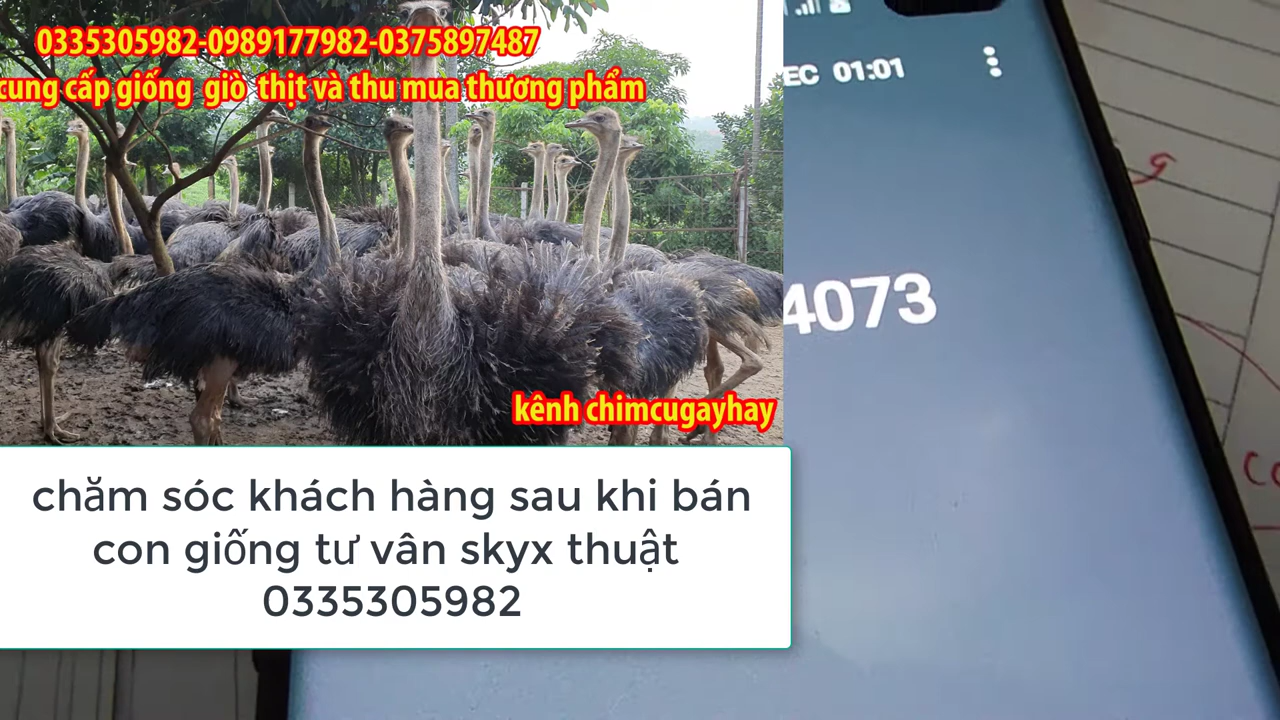 0335305982-0989177982-0375897487
cung cấp giống giò thịt và thu mua thương phẩm
EC 01:01
4073
kênh chimcugayhay
chăm sóc khách hàng sau khi bán
con giống tư vân skyx thuật
0335305982